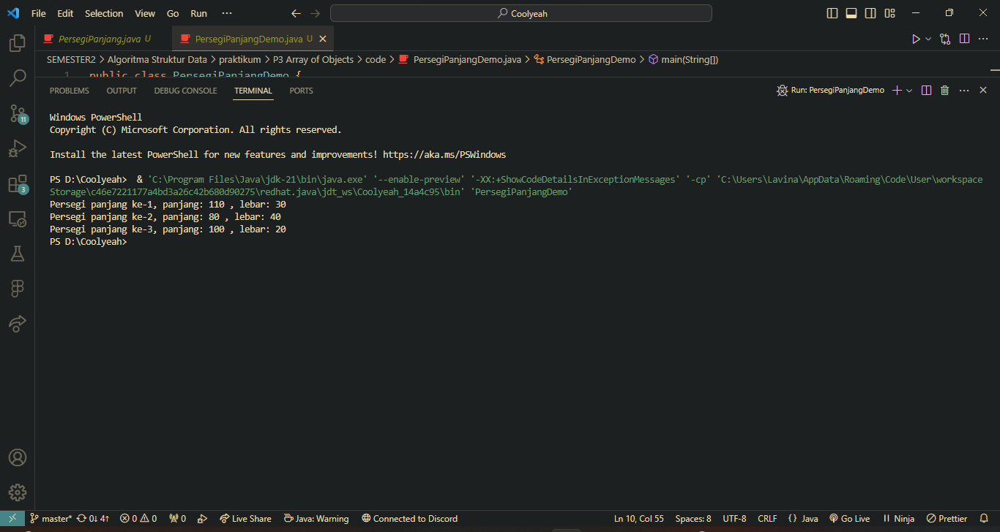 File Edit Selection View Go Run ··· Coolyeah
PersegiPanjang.java U PersegiPanjangDemo.java U
SEMESTER2 > Algoritma Struktur Data > praktikum > P3 Array of Objects > code > PersegiPanjangDemo.java > PersegiPanjangDemo > main(String[])
1 public class PersegiPanjangDemo {
PROBLEMS OUTPUT DEBUG CONSOLE TERMINAL PORTS Run: PersegiPanjangDemo
Windows PowerShell
Copyright (C) Microsoft Corporation. All rights reserved.
Install the latest PowerShell for new features and improvements! https://aka.ms/PSWindows
PS D:\Coolyeah>  & 'C:\Program Files\Java\jdk-21\bin\java.exe' '--enable-preview' '-XX:+ShowCodeDetailsInExceptionMessages' '-cp' 'C:\Users\Lavina\AppData\Roaming\Code\User\workspace
Storage\c46e7221177a4bd3a26c42b680d90275\redhat.java\jdt_ws\Coolyeah_14a4c95\bin' 'PersegiPanjangDemo'
Persegi panjang ke-1, panjang: 110 , lebar: 30
Persegi panjang ke-2, panjang: 80 , lebar: 40
Persegi panjang ke-3, panjang: 100 , lebar: 20
PS D:\Coolyeah>
11
3
master* 0↓ 4↑ 0 0 0 Live Share Java: Warning Connected to Discord Ln 10, Col 55 Spaces: 8 UTF-8 CRLF {} Java Go Live Ninja Prettier